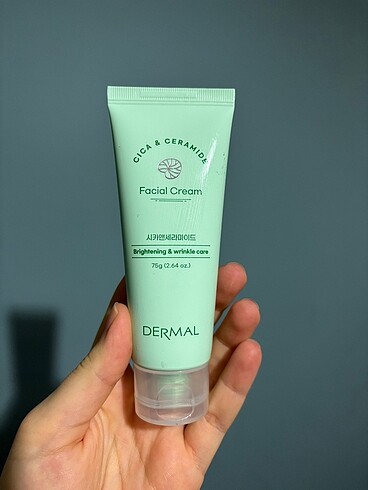 CICA & CERAMIDE
Facial Cream
시카앤세라마이드
Brightening & wrinkle care
75g (2.64 oz.)
DERMAL